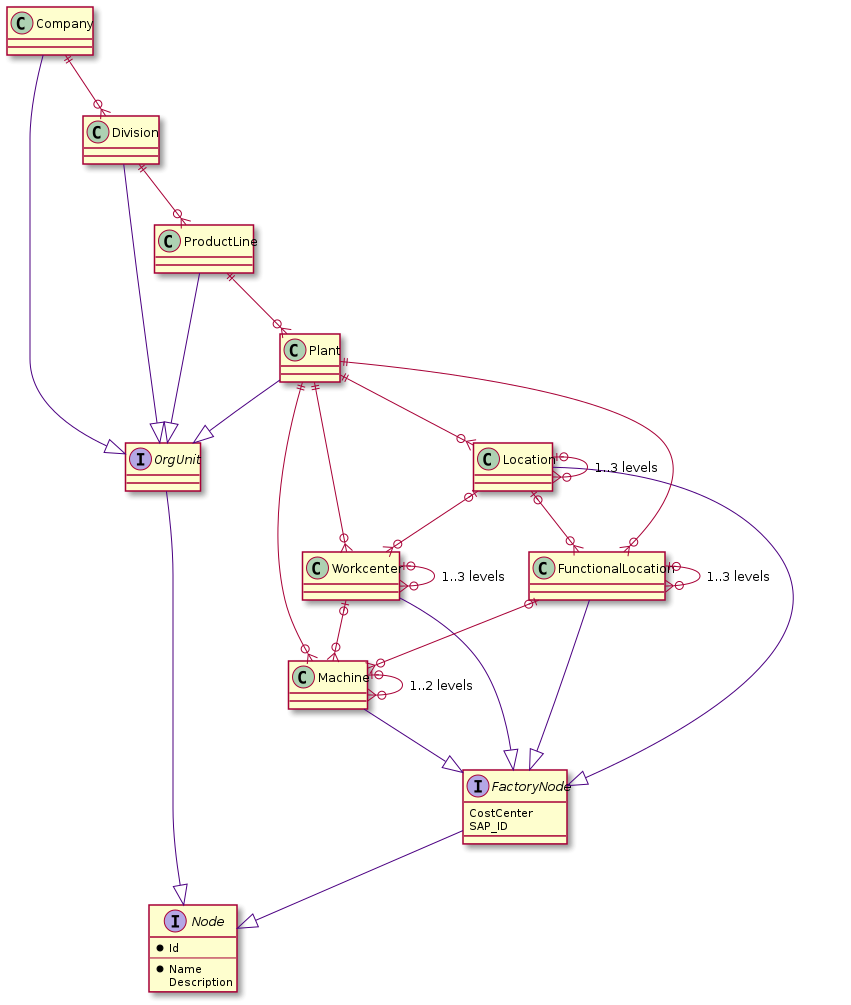 C Company
C Division
C ProductLine
C Plant
I OrgUnit
C Location
1..3 levels
C Workcenter
1..3 levels
C FunctionalLocation
1..3 levels
C Machine
1..2 levels
I FactoryNode
CostCenter
SAP_ID
I Node
Id
Name
Description